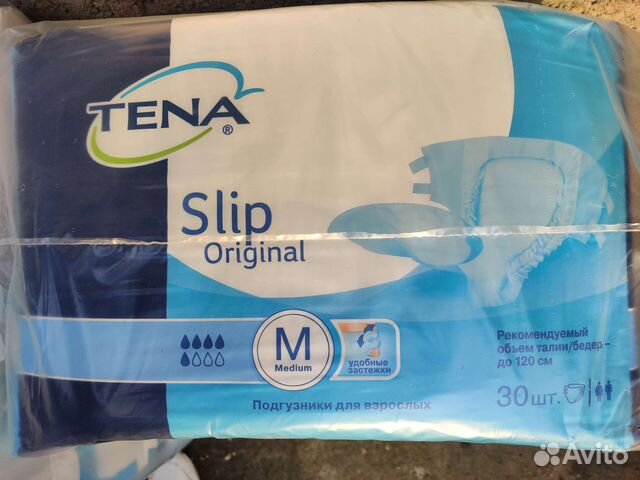 TENA®
Slip
Original
M
Medium
удобные
застежки
Рекомендуемый
объем талии/бедер –
до 120 см
30 шт.
Подгузники для взрослых
Avito